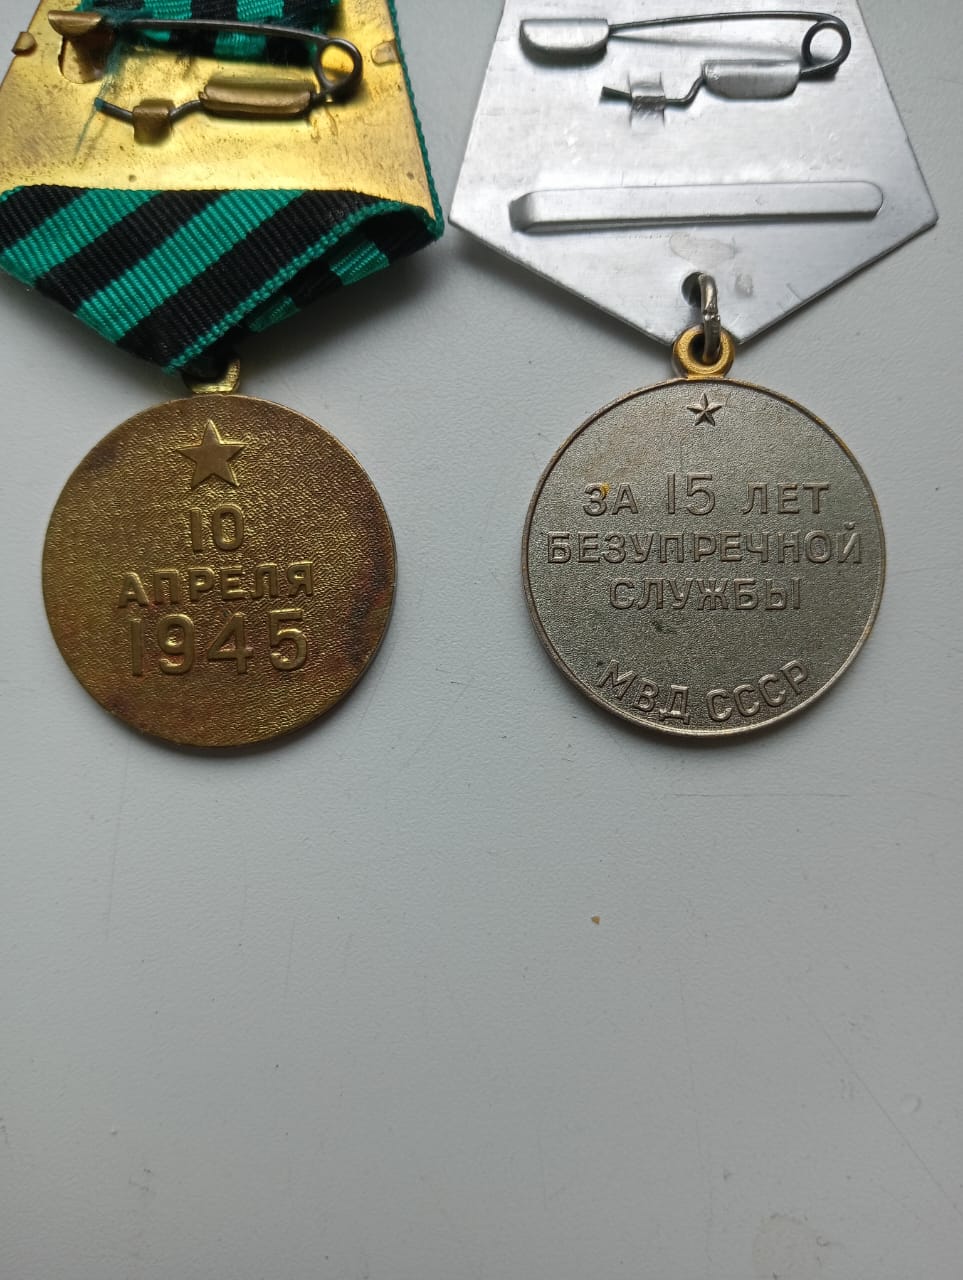 10
АПРЕЛЯ
1945
ЗА 15 ЛЕТ
БЕЗУПРЕЧНОЙ
СЛУЖБЫ
МВД СССР